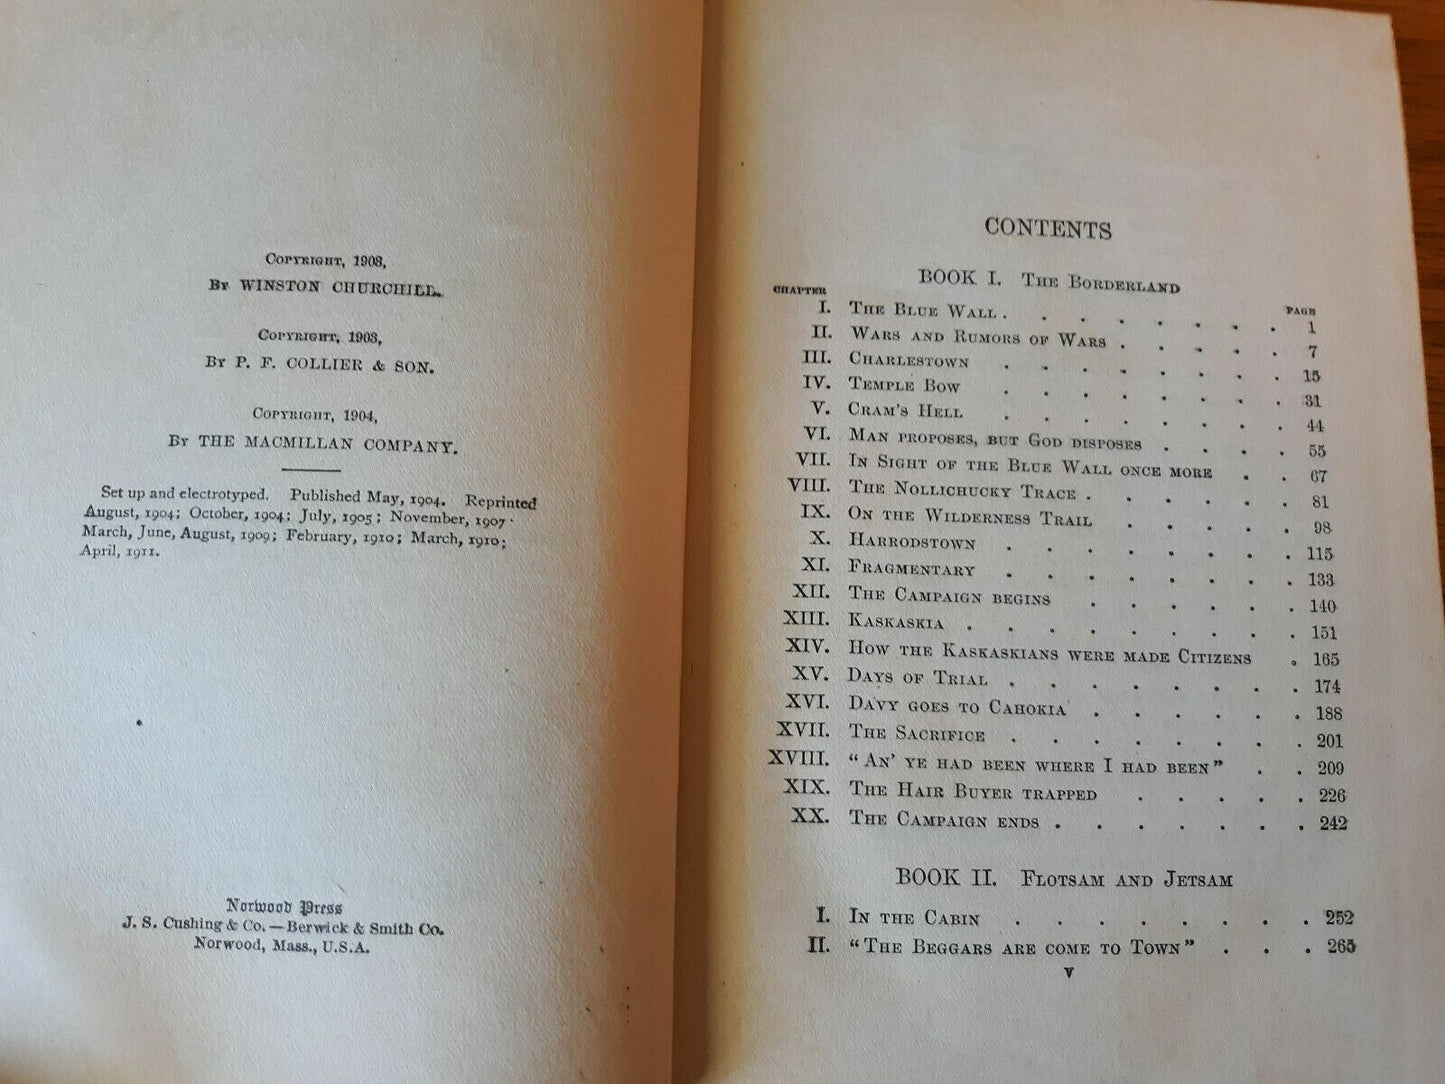 COPYRIGHT, 1903,
BY WINSTON CHURCHILL.
COPYRIGHT, 1903,
BY P. F. COLLIER & SON.
COPYRIGHT, 1904,
BY THE MACMILLAN COMPANY.
Set up and electrotyped. Published May, 1904. Reprinted
August, 1904; October, 1904; July, 1905; November, 1907.
March, June, August, 1909; February, 1910; March, 1910;
April, 1911.
Norwood Press
J. S. Cushing & Co. — Berwick & Smith Co.
Norwood, Mass., U.S.A.
CONTENTS
BOOK I. THE BORDERLAND
CHAPTER PAGE
I. THE BLUE WALL . . . . . . . . 1
II. WARS AND RUMORS OF WARS . . . . . 7
III. CHARLESTOWN . . . . . . . . 15
IV. TEMPLE BOW . . . . . . . . 31
V. CRAM'S HELL . . . . . . . . 44
VI. MAN PROPOSES, BUT GOD DISPOSES . . . . 55
VII. IN SIGHT OF THE BLUE WALL ONCE MORE . . 67
VIII. THE NOLLICHUCKY TRACE . . . . . . 81
IX. ON THE WILDERNESS TRAIL . . . . . 98
X. HARRODSTOWN . . . . . . . . 115
XI. FRAGMENTARY . . . . . . . . 133
XII. THE CAMPAIGN BEGINS . . . . . . 140
XIII. KASKASKIA . . . . . . . . . 151
XIV. HOW THE KASKASKIANS WERE MADE CITIZENS . 165
XV. DAYS OF TRIAL . . . . . . . . 174
XVI. DAVY GOES TO CAHOKIA . . . . . . 188
XVII. THE SACRIFICE . . . . . . . . 201
XVIII. "AN' YE HAD BEEN WHERE I HAD BEEN" . . 209
XIX. THE HAIR BUYER TRAPPED . . . . . 226
XX. THE CAMPAIGN ENDS . . . . . . . 242
BOOK II. FLOTSAM AND JETSAM
I. IN THE CABIN . . . . . . . . 252
II. "THE BEGGARS ARE COME TO TOWN" . . . 265
v